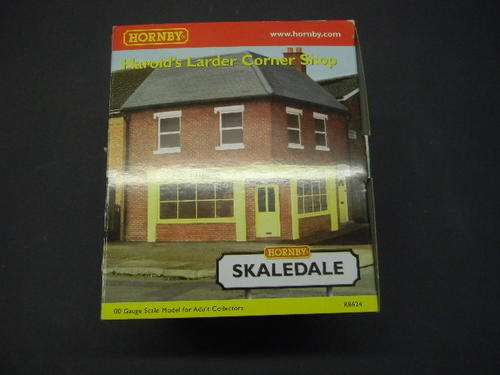 HORNBY
www.hornby.com
Harold's Larder Corner Shop
HORNBY
SKALEDALE
00 Gauge Scale Model for Adult Collectors
R8624